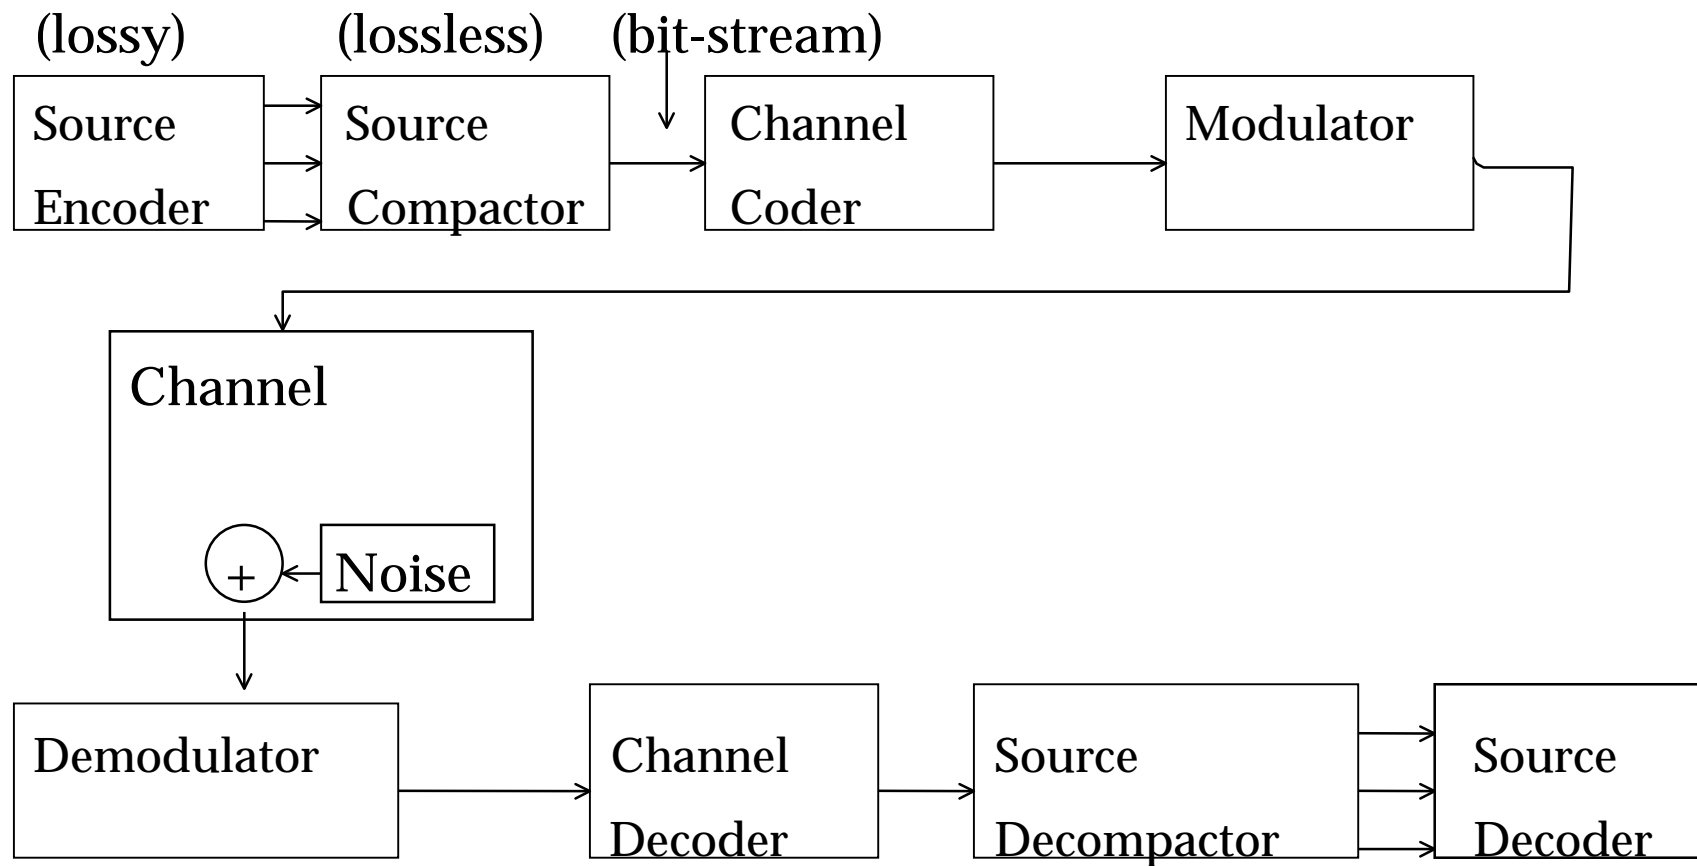 (lossy)
(lossless)
(bit-stream)
Source
Encoder
Source
Compactor
Channel
Coder
Modulator
Channel
+
Noise
Demodulator
Channel
Decoder
Source
Decompactor
Source
Decoder